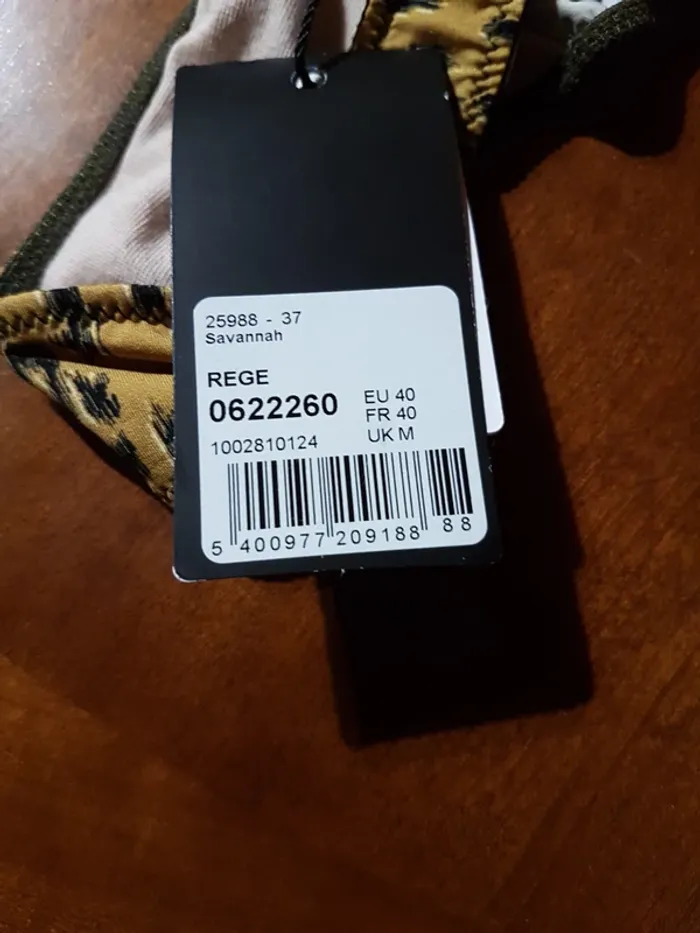 25988 - 37
Savannah
REGE
0622260
EU 40
FR 40
1002810124
UK M
5 400977 209188 88